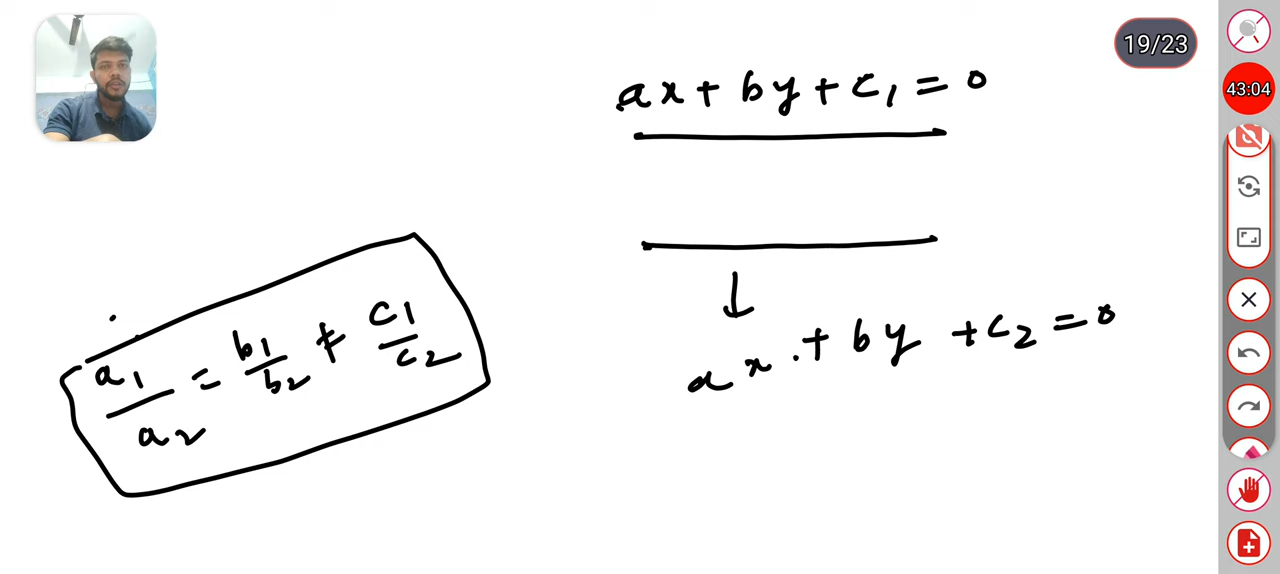 19/23
43:04
ax + by + c₁ = 0
a₁/a₂ = b₁/b₂ ≠ c₁/c₂
ax + by + c₂ = 0